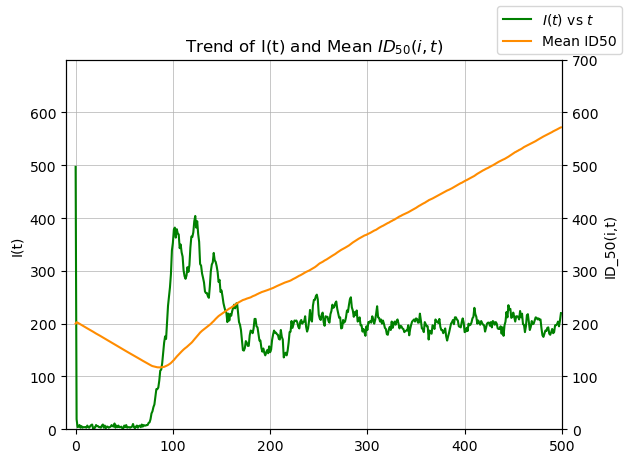 I(t) vs t
Mean ID50
Trend of I(t) and Mean ID₅₀(i, t)
600
500
400
300
200
100
0
I(t)
700
600
500
400
300
200
100
0
ID_50(i,t)
0 100 200 300 400 500